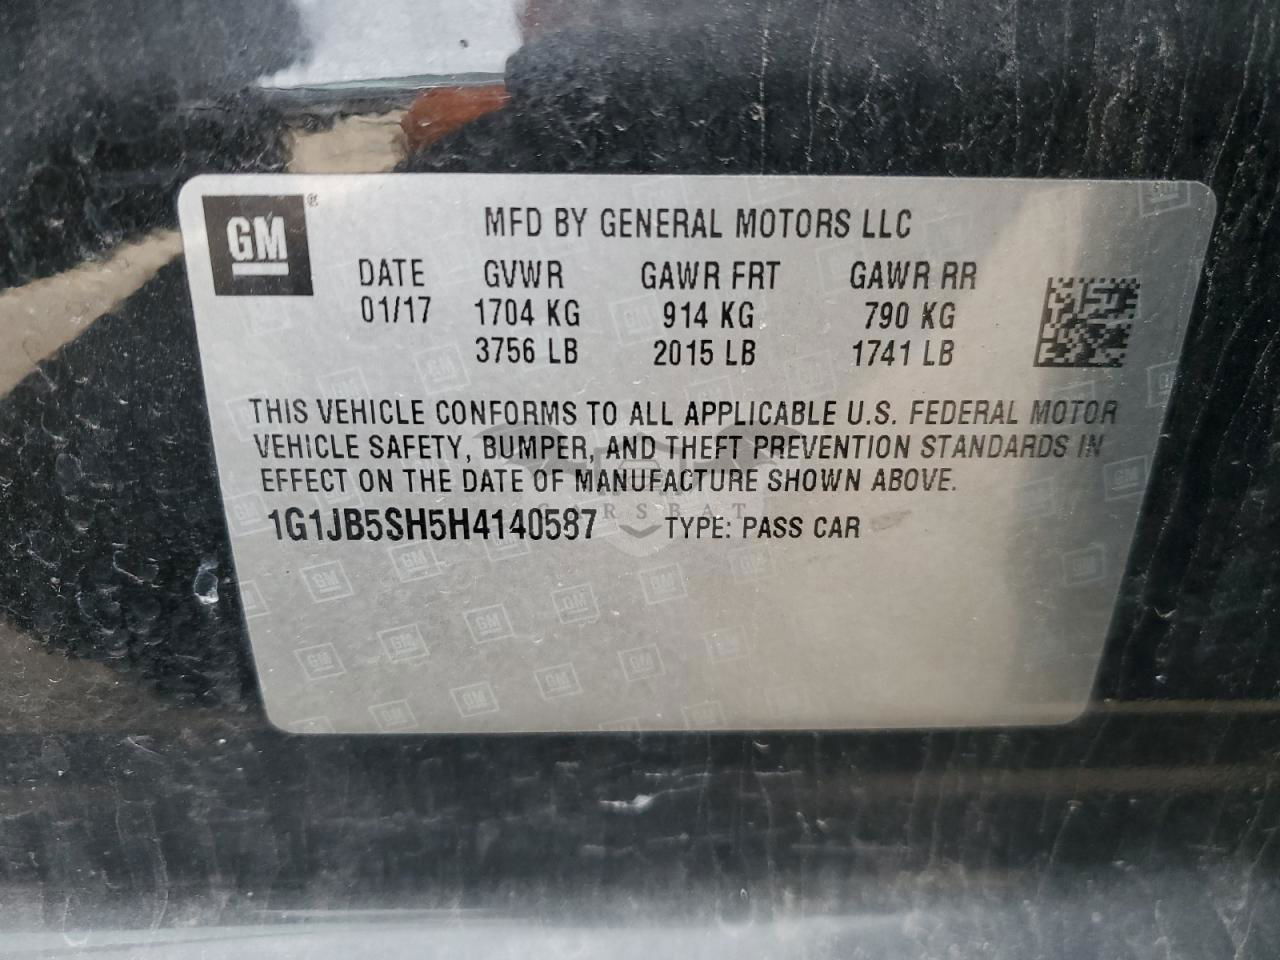 GM ®
MFD BY GENERAL MOTORS LLC
DATE GVWR GAWR FRT GAWR RR
01/17 1704 KG 914 KG 790 KG
3756 LB 2015 LB 1741 LB
THIS VEHICLE CONFORMS TO ALL APPLICABLE U.S. FEDERAL MOTOR
VEHICLE SAFETY, BUMPER, AND THEFT PREVENTION STANDARDS IN
EFFECT ON THE DATE OF MANUFACTURE SHOWN ABOVE.
CARSBAT
1G1JB5SH5H4140587 TYPE: PASS CAR